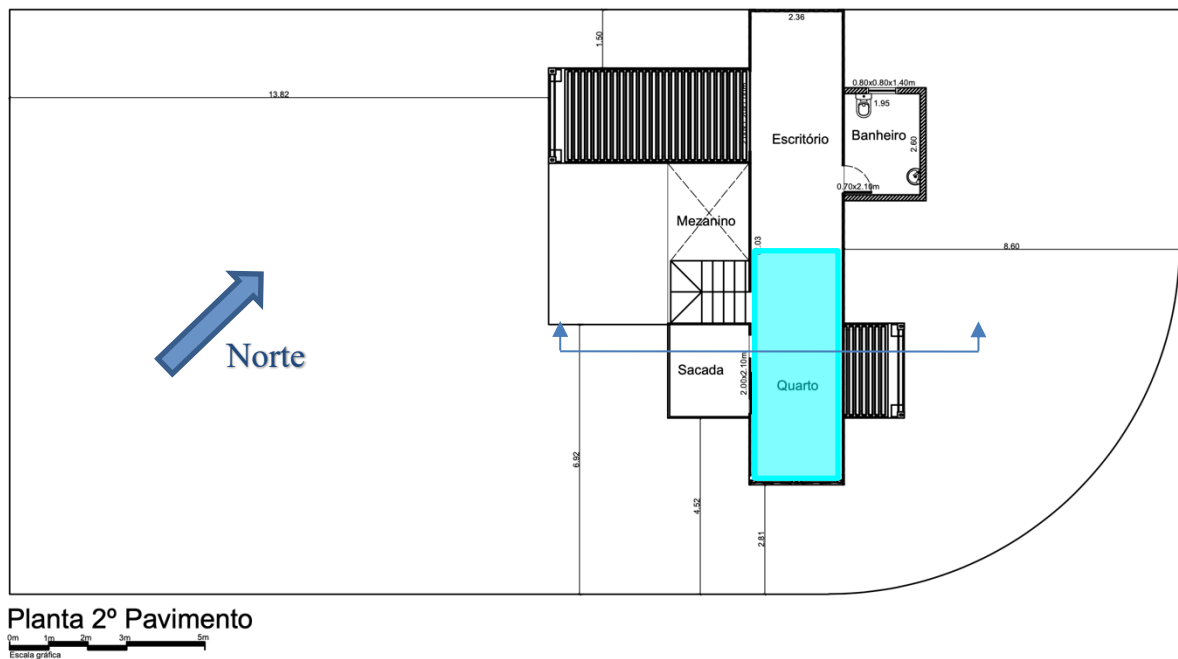 2.36
1.50
0.80x0.80x1.40m
13.82
1.95
Escritório
Banheiro
2.60
0.70x2.10m
Mezanino
.03
8.60
Norte
Sacada
2.00x2.10m
Quarto
6.92
4.52
2.81
Planta 2º Pavimento
0m 1m 2m 3m 5m
Escala gráfica